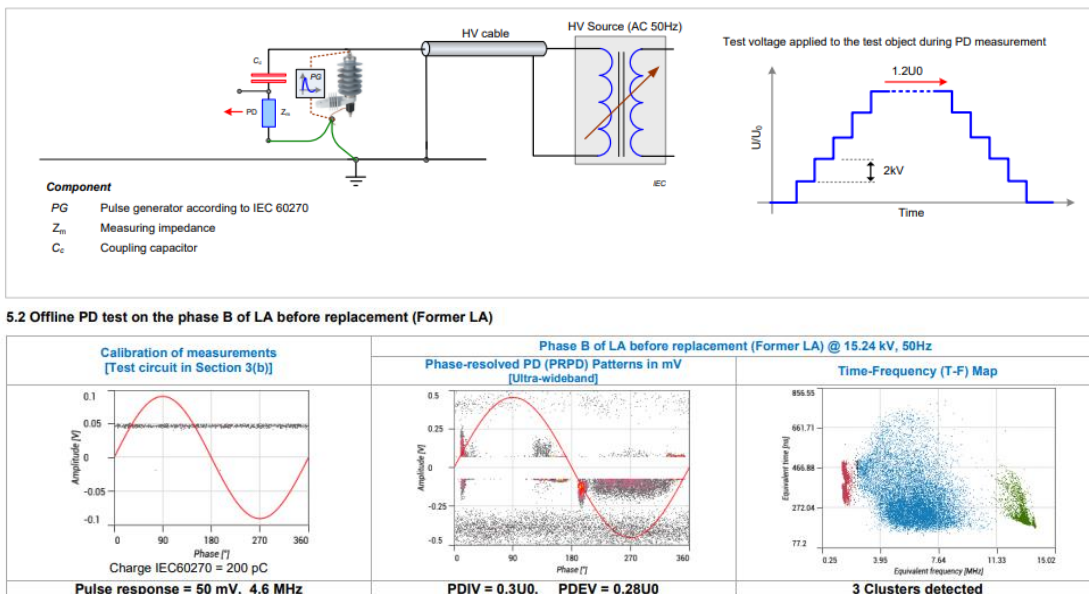 HV Source (AC 50Hz)
HV cable
Test voltage applied to the test object during PD measurement
Cc
PG
PD
Zm
IEC
1.2U0
U/U0
2kV
Time
Component
PG Pulse generator according to IEC 60270
Zm Measuring impedance
Cc Coupling capacitor
5.2 Offline PD test on the phase B of LA before replacement (Former LA)
Calibration of measurements
[Test circuit in Section 3(b)]
Phase B of LA before replacement (Former LA) @ 15.24 kV, 50Hz
Phase-resolved PD (PRPD) Patterns in mV
[Ultra-wideband]
Time-Frequency (T-F) Map
0.1
0.05
0
-0.05
-0.1
Amplitude [V]
0 90 180 270 360
Phase [°]
Charge IEC60270 = 200 pC
0.5
0.25
0
-0.25
-0.5
Amplitude [V]
0 90 180 270 360
Phase [°]
856.55
661.71
466.88
272.04
77.2
Equivalent time [ns]
0.25 3.95 7.64 11.33 15.02
Equivalent frequency [MHz]
Pulse response = 50 mV, 4.6 MHz
PDIV = 0.3U0, PDEV = 0.28U0
3 Clusters detected